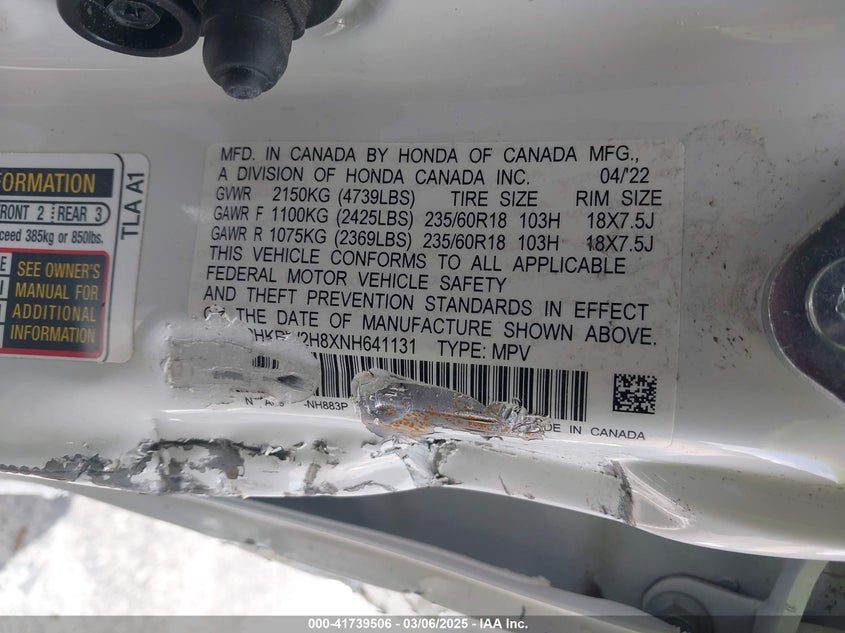 FORMATION
FRONT 2 REAR 3
exceed 385kg or 850lbs.
SEE OWNER'S
MANUAL FOR
ADDITIONAL
INFORMATION
TLA A1
MFD. IN CANADA BY HONDA OF CANADA MFG.,
A DIVISION OF HONDA CANADA INC. 04/'22
GVWR 2150KG (4739LBS) TIRE SIZE RIM SIZE
GAWR F 1100KG (2425LBS) 235/60R18 103H 18X7.5J
GAWR R 1075KG (2369LBS) 235/60R18 103H 18X7.5J
THIS VEHICLE CONFORMS TO ALL APPLICABLE
FEDERAL MOTOR VEHICLE SAFETY
AND THEFT PREVENTION STANDARDS IN EFFECT
ON THE DATE OF MANUFACTURE SHOWN ABOVE.
2H8XNH641131 TYPE: MPV
NH883P
IN CANADA
000-41739506 - 03/06/2025 - IAA Inc.